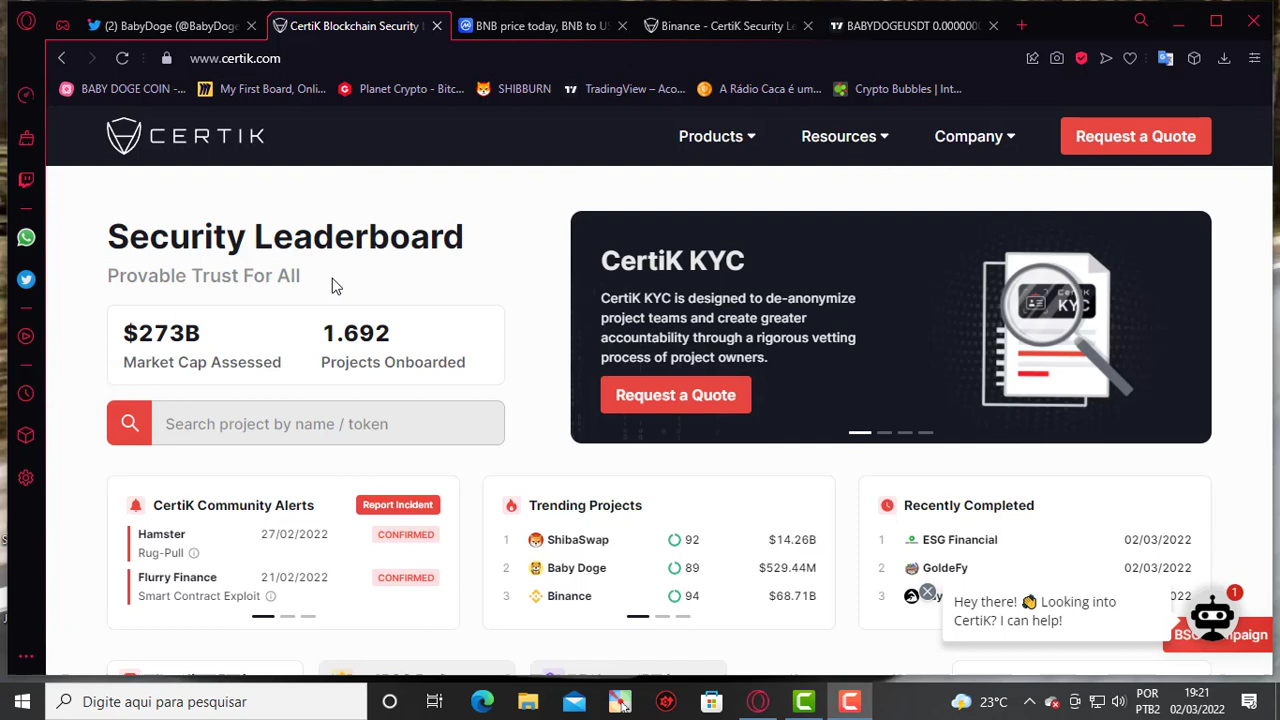 (2) BabyDoge (@BabyDoge
CertiK Blockchain Security
BNB price today, BNB to US
Binance - CertiK Security Le
BABYDOGEUSDT 0.0000000
www.certik.com
BABY DOGE COIN -...
My First Board, Onli...
Planet Crypto - Bitc...
SHIBBURN
TradingView – Aco...
A Rádio Caca é um...
Crypto Bubbles | Int...
CERTIK
Products
Resources
Company
Request a Quote
Security Leaderboard
Provable Trust For All
$273B
1.692
Market Cap Assessed
Projects Onboarded
Search project by name / token
CertiK KYC
CertiK KYC is designed to de-anonymize
project teams and create greater
accountability through a rigorous vetting
process of project owners.
Request a Quote
CertiK KYC
CertiK Community Alerts
Report Incident
Hamster
27/02/2022
CONFIRMED
Rug-Pull
Flurry Finance
21/02/2022
CONFIRMED
Smart Contract Exploit
Trending Projects
1 ShibaSwap 92 $14.26B
2 Baby Doge 89 $529.44M
3 Binance 94 $68.71B
Recently Completed
1 ESG Financial 02/03/2022
2 GoldeFy 02/03/2022
3
Hey there! 👋 Looking into
CertiK? I can help!
1
Digite aqui para pesquisar
23°C
POR
PTB2
19:21
02/03/2022